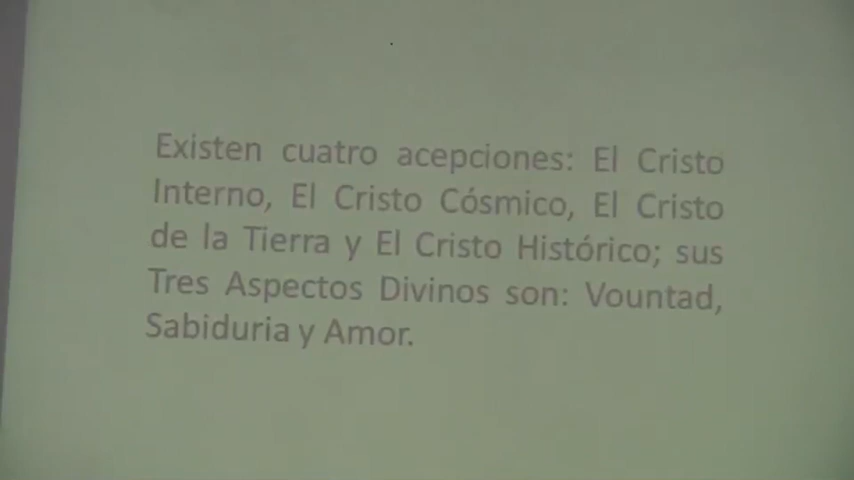 Existen cuatro acepciones: El Cristo
Interno, El Cristo Cósmico, El Cristo
de la Tierra y El Cristo Histórico; sus
Tres Aspectos Divinos son: Vountad,
Sabiduria y Amor.